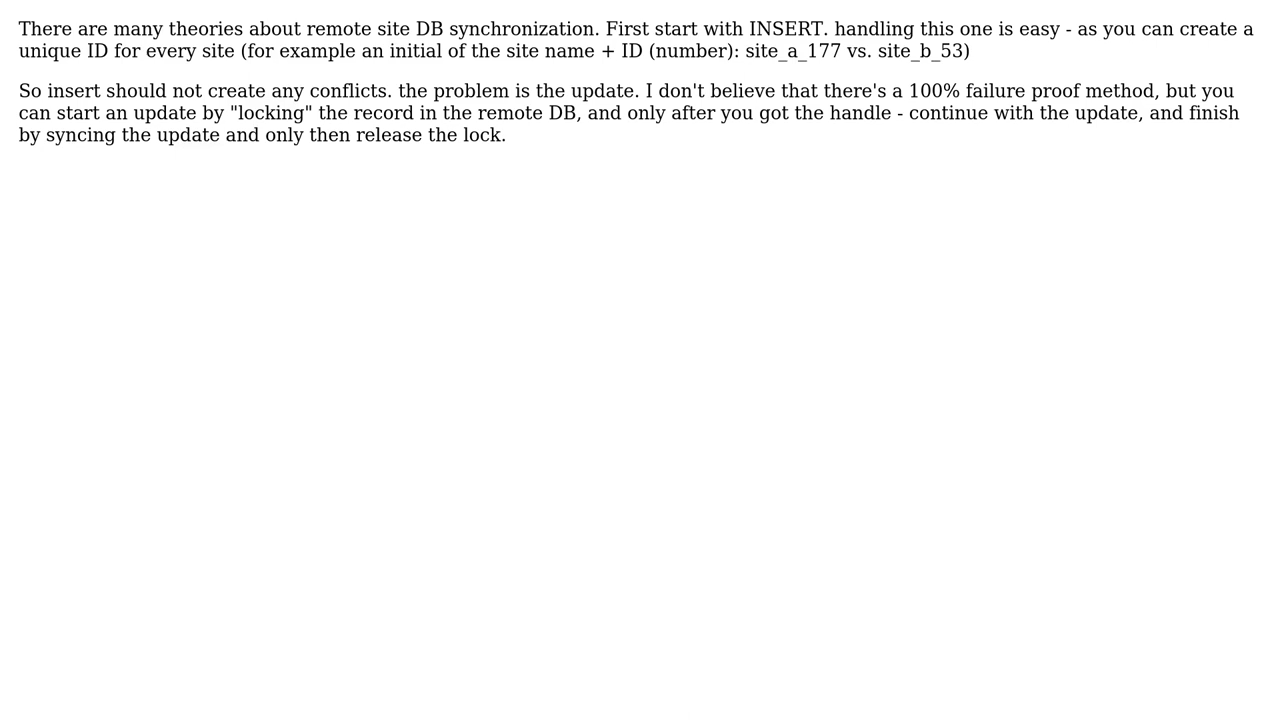 There are many theories about remote site DB synchronization. First start with INSERT. handling this one is easy - as you can create a
unique ID for every site (for example an initial of the site name + ID (number): site_a_177 vs. site_b_53)
So insert should not create any conflicts. the problem is the update. I don't believe that there's a 100% failure proof method, but you
can start an update by "locking" the record in the remote DB, and only after you got the handle - continue with the update, and finish
by syncing the update and only then release the lock.